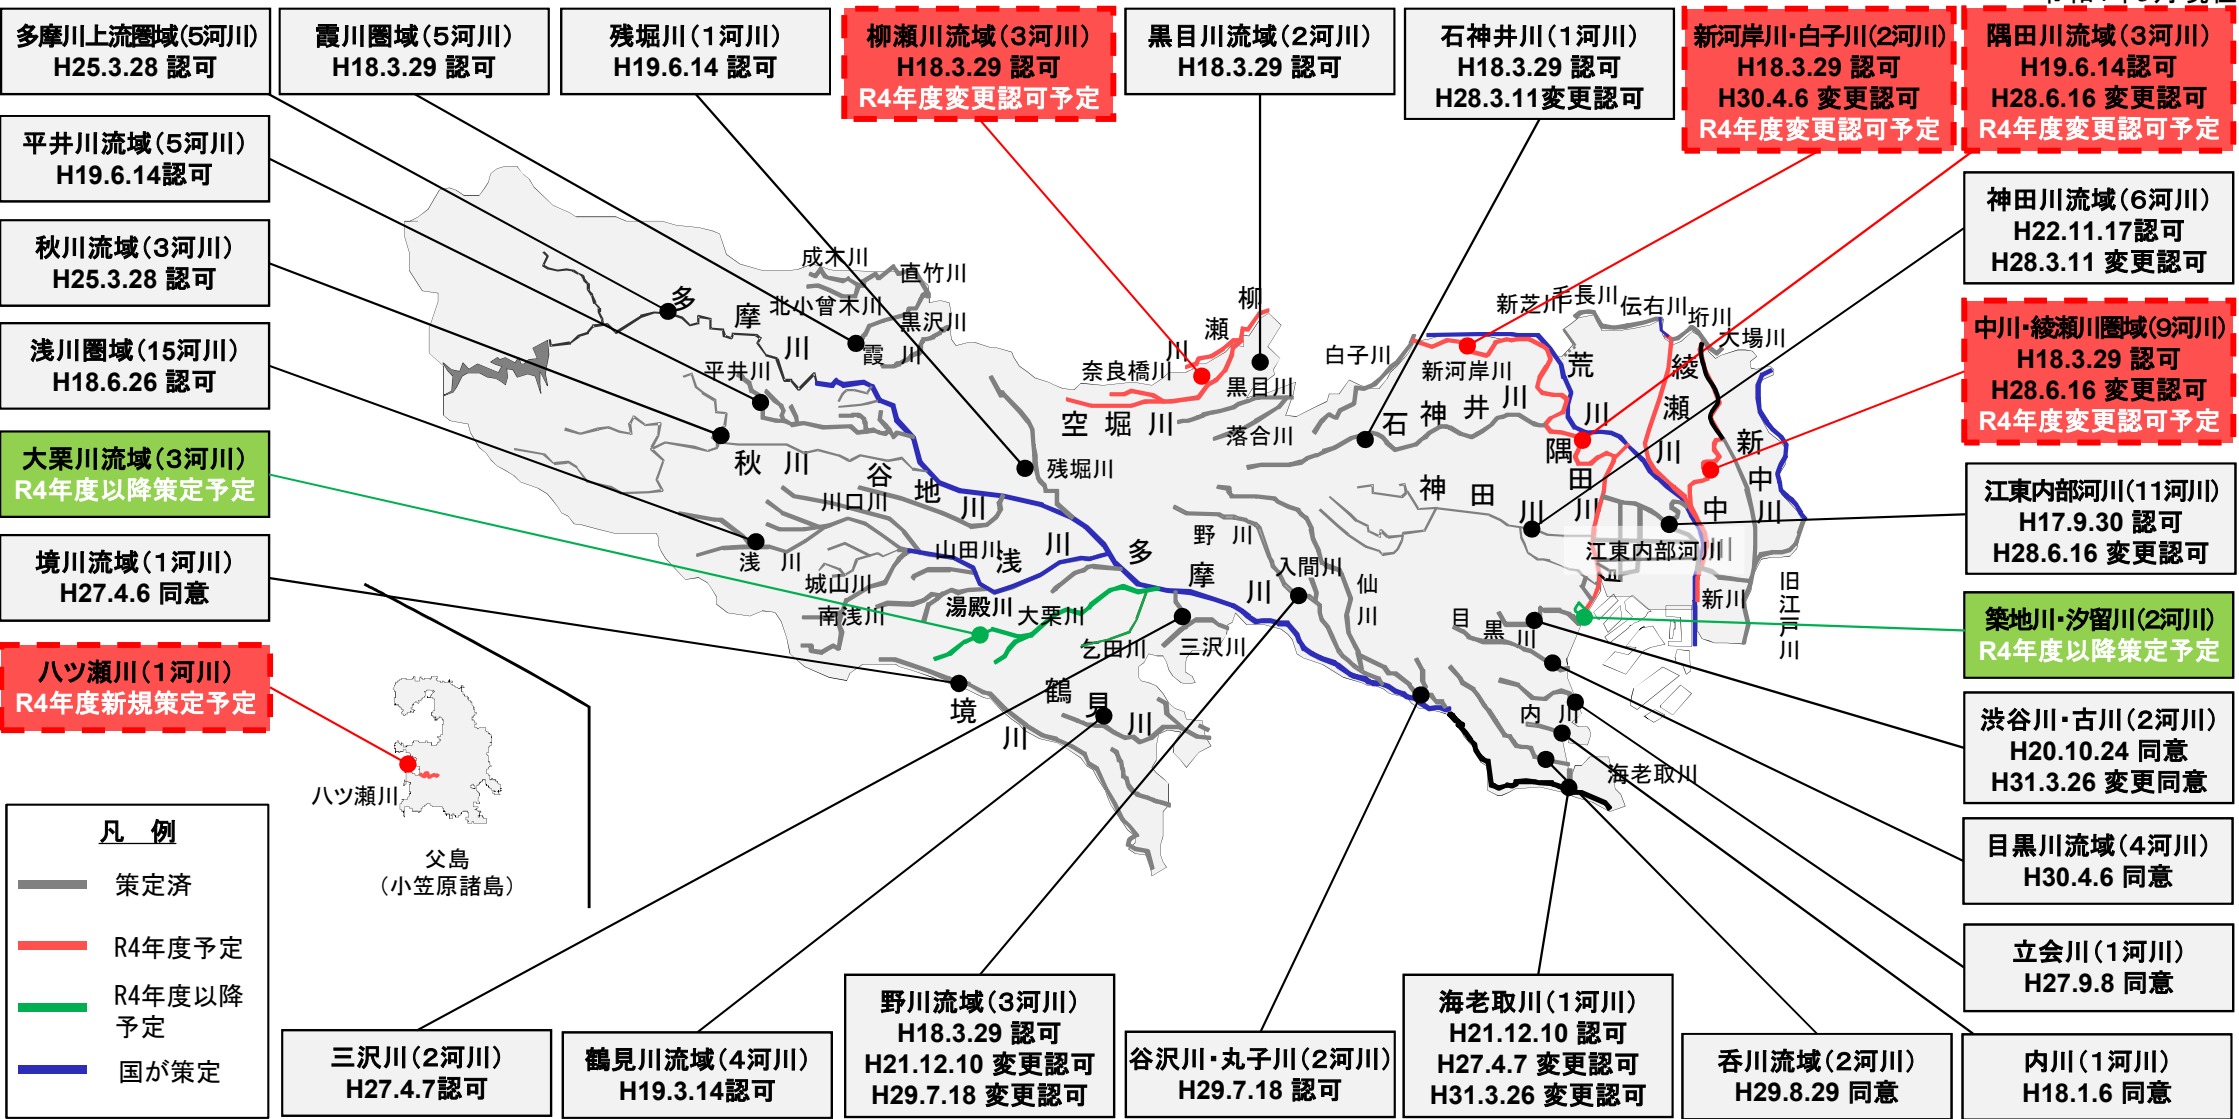 多摩川上流圏域(5河川)
H25.3.28 認可
霞川圏域(5河川)
H18.3.29 認可
残堀川(1河川)
H19.6.14 認可
柳瀬川流域(3河川)
H18.3.29 認可
R4年度変更認可予定
黒目川流域(2河川)
H18.3.29 認可
石神井川(1河川)
H18.3.29 認可
H28.3.11変更認可
新河岸川・白子川(2河川)
H18.3.29 認可
H30.4.6 変更認可
R4年度変更認可予定
隅田川流域(3河川)
H19.6.14認可
H28.6.16 変更認可
R4年度変更認可予定
平井川流域(5河川)
H19.6.14認可
秋川流域(3河川)
H25.3.28 認可
浅川圏域(15河川)
H18.6.26 認可
大栗川流域(3河川)
R4年度以降策定予定
境川流域(1河川)
H27.4.6 同意
八ツ瀬川(1河川)
R4年度新規策定予定
神田川流域(6河川)
H22.11.17認可
H28.3.11 変更認可
中川・綾瀬川圏域(9河川)
H18.3.29 認可
H28.6.16 変更認可
R4年度変更認可予定
江東内部河川(11河川)
H17.9.30 認可
H28.6.16 変更認可
築地川・汐留川(2河川)
R4年度以降策定予定
渋谷川・古川(2河川)
H20.10.24 同意
H31.3.26 変更同意
目黒川流域(4河川)
H30.4.6 同意
立会川(1河川)
H27.9.8 同意
内川(1河川)
H18.1.6 同意
呑川流域(2河川)
H29.8.29 同意
海老取川(1河川)
H21.12.10 認可
H27.4.7 変更認可
H31.3.26 変更認可
谷沢川・丸子川(2河川)
H29.7.18 認可
野川流域(3河川)
H18.3.29 認可
H21.12.10 変更認可
H29.7.18 変更認可
鶴見川流域(4河川)
H19.3.14認可
三沢川(2河川)
H27.4.7認可
成木川
直竹川
北小曾木川
黒沢川
霞川
多摩川
平井川
秋川
谷地川
川口川
残堀川
浅川
山田川
浅川
城山川
南浅川
湯殿川
大栗川
乞田川
三沢川
多摩川
境川
鶴見川
柳瀬川
奈良橋川
空堀川
黒目川
落合川
白子川
石神井川
新河岸川
新芝川
毛長川
伝右川
垳川
大場川
荒川
綾瀬川
隅田川
新中川
中川
神田川
江東内部河川
新川
旧江戸川
野川
入間川
仙川
目黒川
内川
海老取川
八ツ瀬川
父島
(小笠原諸島)
凡 例
策定済
R4年度予定
R4年度以降
予定
国が策定